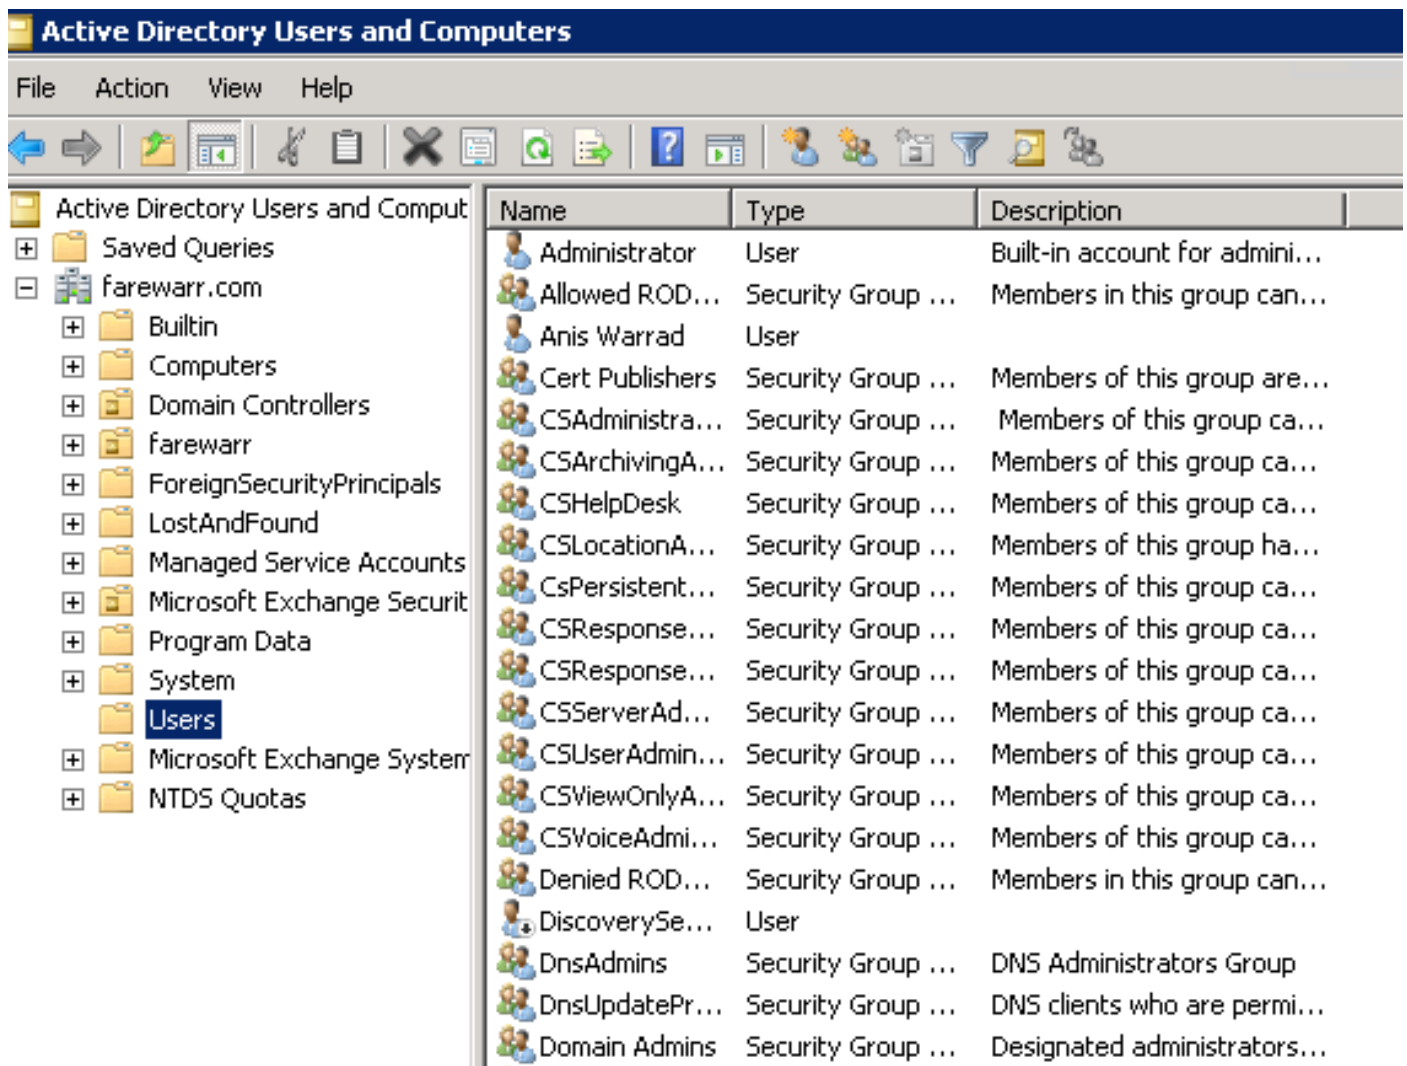 Active Directory Users and Computers
File Action View Help
Active Directory Users and Comput
Saved Queries
farewarr.com
Builtin
Computers
Domain Controllers
farewarr
ForeignSecurityPrincipals
LostAndFound
Managed Service Accounts
Microsoft Exchange Securit
Program Data
System
Users
Microsoft Exchange System
NTDS Quotas
Name Type Description
Administrator User Built-in account for admini...
Allowed ROD... Security Group ... Members in this group can...
Anis Warrad User
Cert Publishers Security Group ... Members of this group are...
CSAdministra... Security Group ... Members of this group ca...
CSArchivingA... Security Group ... Members of this group ca...
CSHelpDesk Security Group ... Members of this group ca...
CSLocationA... Security Group ... Members of this group ha...
CsPersistent... Security Group ... Members of this group ca...
CSResponse... Security Group ... Members of this group ca...
CSResponse... Security Group ... Members of this group ca...
CSServerAd... Security Group ... Members of this group ca...
CSUserAdmin... Security Group ... Members of this group ca...
CSViewOnlyA... Security Group ... Members of this group ca...
CSVoiceAdmi... Security Group ... Members of this group ca...
Denied ROD... Security Group ... Members in this group can...
DiscoverySe... User
DnsAdmins Security Group ... DNS Administrators Group
DnsUpdatePr... Security Group ... DNS clients who are permi...
Domain Admins Security Group ... Designated administrators...